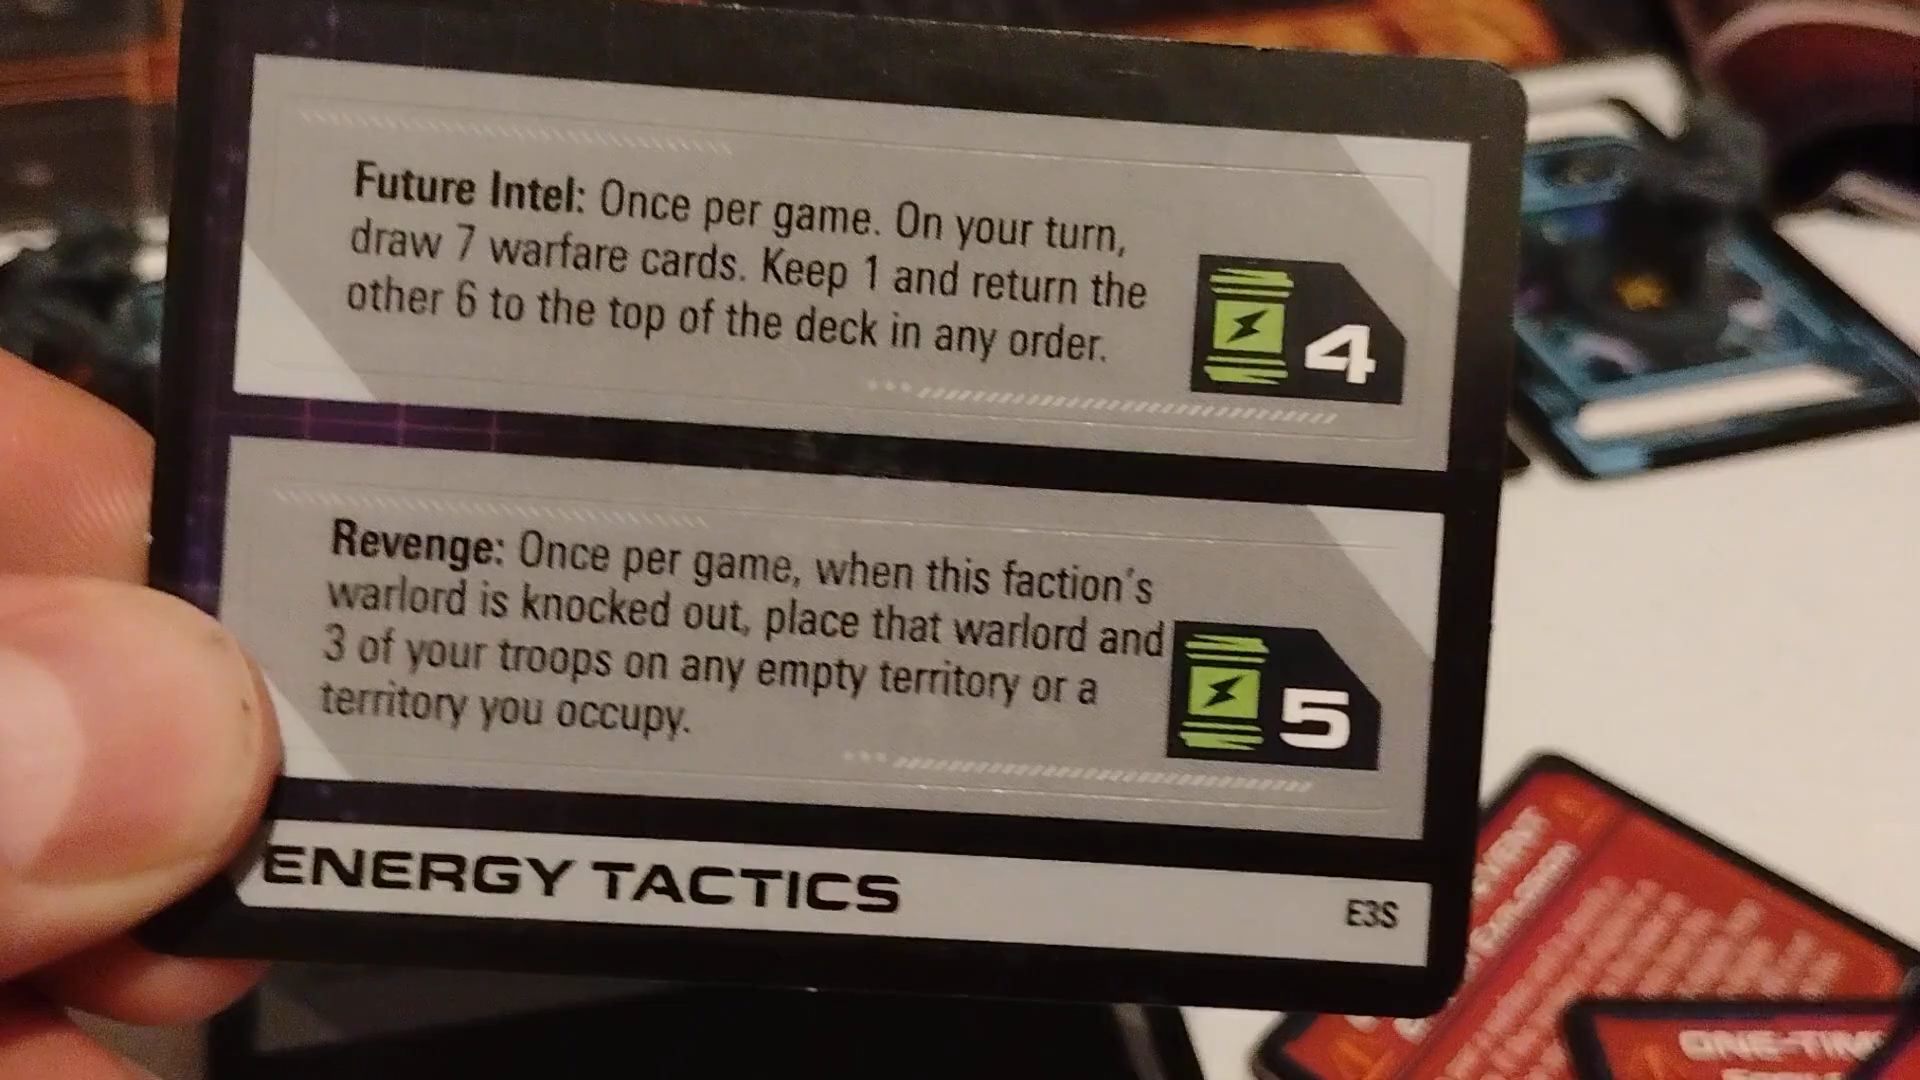 Future Intel: Once per game. On your turn,
draw 7 warfare cards. Keep 1 and return the
other 6 to the top of the deck in any order.
4
Revenge: Once per game, when this faction's
warlord is knocked out, place that warlord and
3 of your troops on any empty territory or a
territory you occupy.
5
ENERGY TACTICS
E3S
ONE-TIM